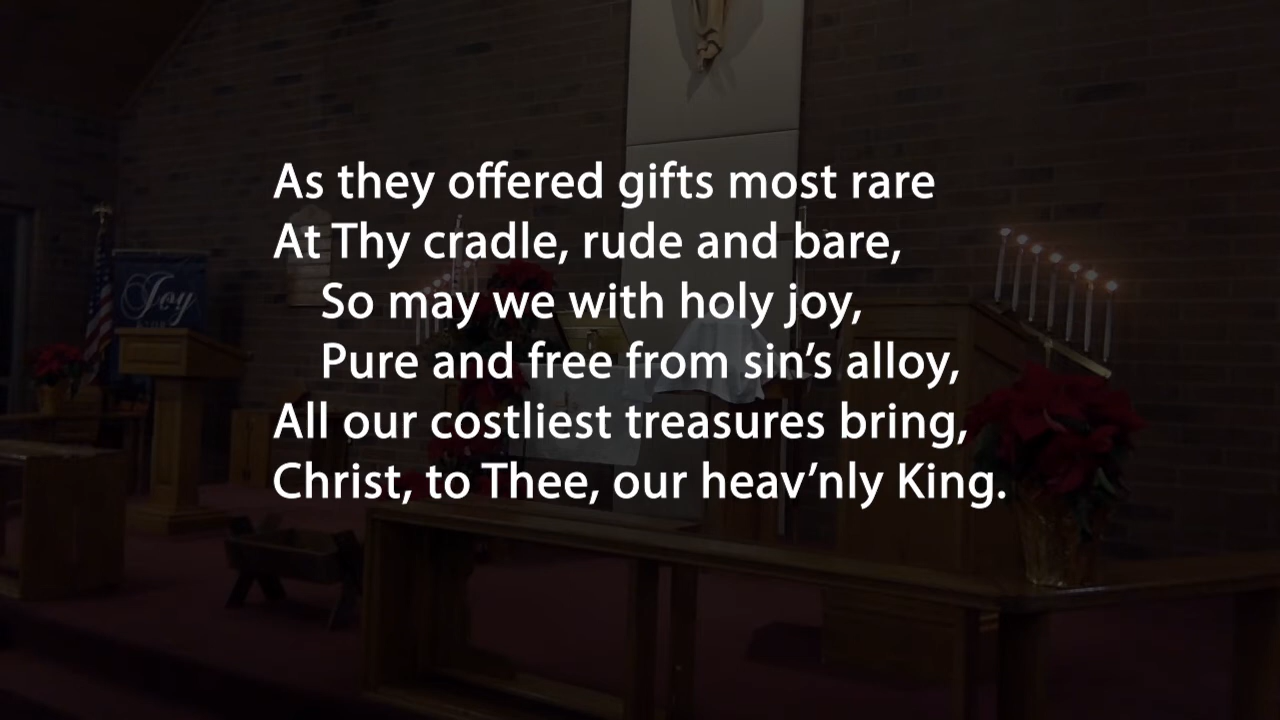 Joy
As they offered gifts most rare
At Thy cradle, rude and bare,
So may we with holy joy,
Pure and free from sin’s alloy,
All our costliest treasures bring,
Christ, to Thee, our heav’nly King.